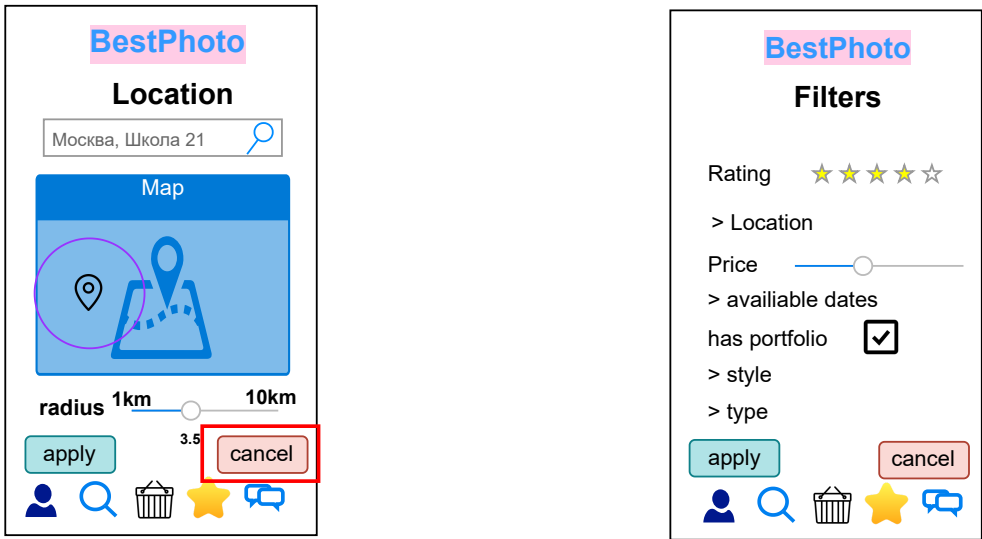 BestPhoto
Location
Москва, Школа 21
Map
radius 1km 10km
3.5
apply cancel
BestPhoto
Filters
Rating
> Location
Price
> availiable dates
has portfolio
> style
> type
apply cancel